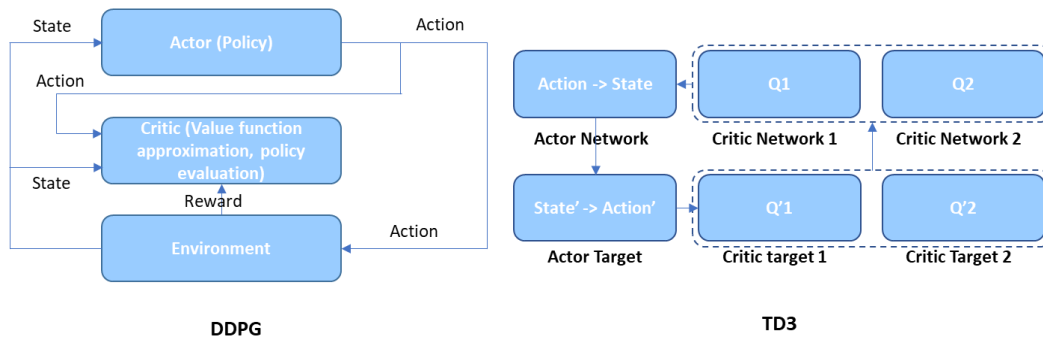 State
Actor (Policy)
Action
Action
Critic (Value function
approximation, policy
evaluation)
State
Reward
Environment
Action
DDPG
Action -> State
Q1
Q2
Actor Network
Critic Network 1
Critic Network 2
State’ -> Action’
Q’1
Q’2
Actor Target
Critic target 1
Critic Target 2
TD3